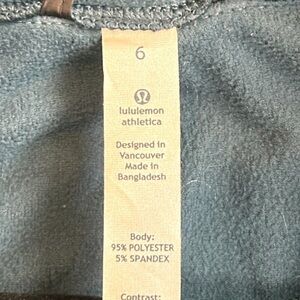 6
lululemon
athletica
Designed in
Vancouver
Made in
Bangladesh
Body:
95% POLYESTER
5% SPANDEX
Contrast: